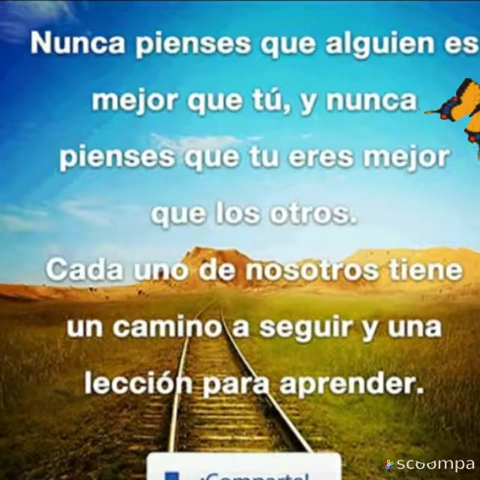 Nunca pienses que alguien es
mejor que tú, y nunca
pienses que tu eres mejor
que los otros.
Cada uno de nosotros tiene
un camino a seguir y una
lección para aprender.
scoompa